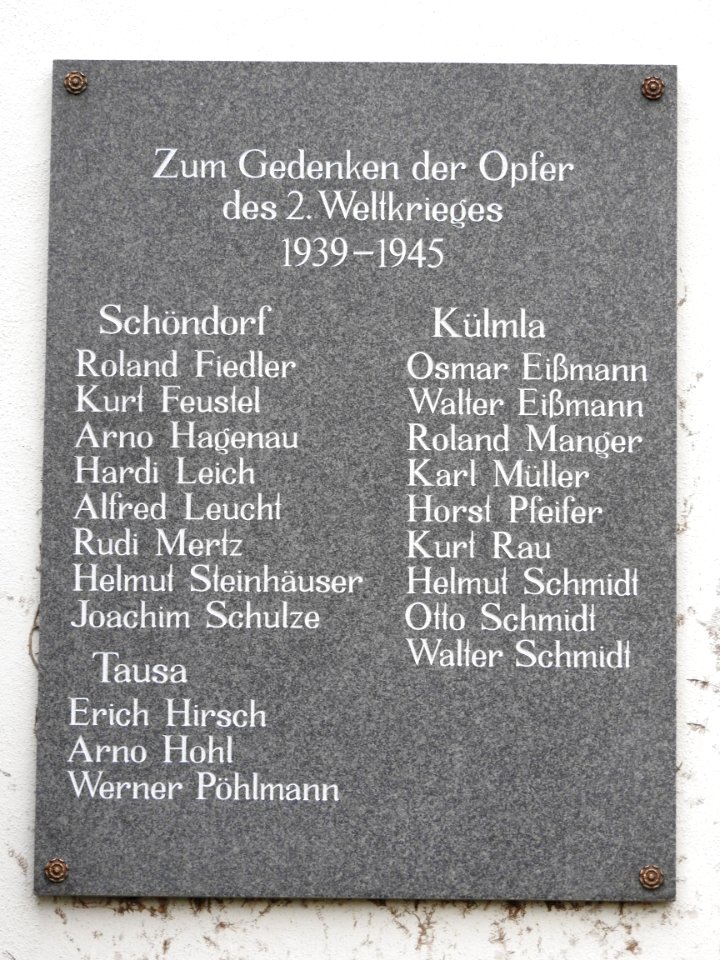 Zum Gedenken der Opfer
des 2. Weltkrieges
1939–1945
Schöndorf
Roland Fiedler
Kurt Feustel
Arno Hagenau
Hardi Leich
Alfred Leucht
Rudi Mertz
Helmut Steinhäuser
Joachim Schulze
Tausa
Erich Hirsch
Arno Hohl
Werner Pöhlmann
Külmla
Osmar Eißmann
Walter Eißmann
Roland Manger
Karl Müller
Horst Pfeifer
Kurt Rau
Helmut Schmidt
Otto Schmidt
Walter Schmidt